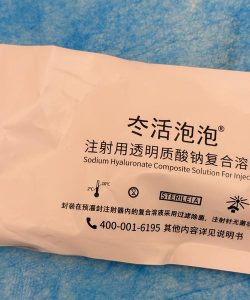 冭活泡泡®
注射用透明质酸钠复合溶
Sodium Hyaluronate Composite Solution For Injec
2℃
STERILE A
封装在预灌封注射器内的复合溶液采用过滤除菌,注射针无菌
400-001-6195 其他内容详见说明书